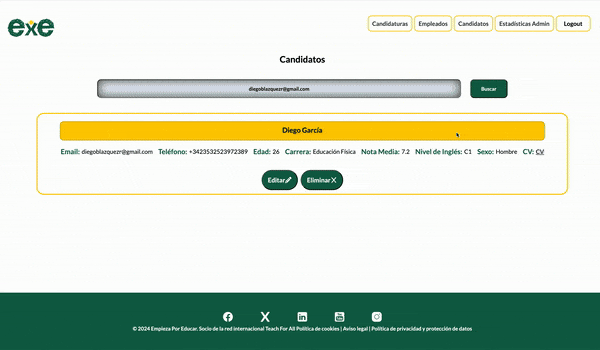 exe
Candidaturas Empleados Candidatos Estadísticas Admin Logout
Candidatos
diegoblazquezr@gmail.com Buscar
Diego García
Email: diegoblazquezr@gmail.com Teléfono: +3423532523972389 Edad: 26 Carrera: Educación Física Nota Media: 7.2 Nivel de Inglés: C1 Sexo: Hombre CV: CV
Editar Eliminar
© 2024 Empieza Por Educar. Socio de la red internacional Teach For All Política de cookies | Aviso legal | Política de privacidad y protección de datos